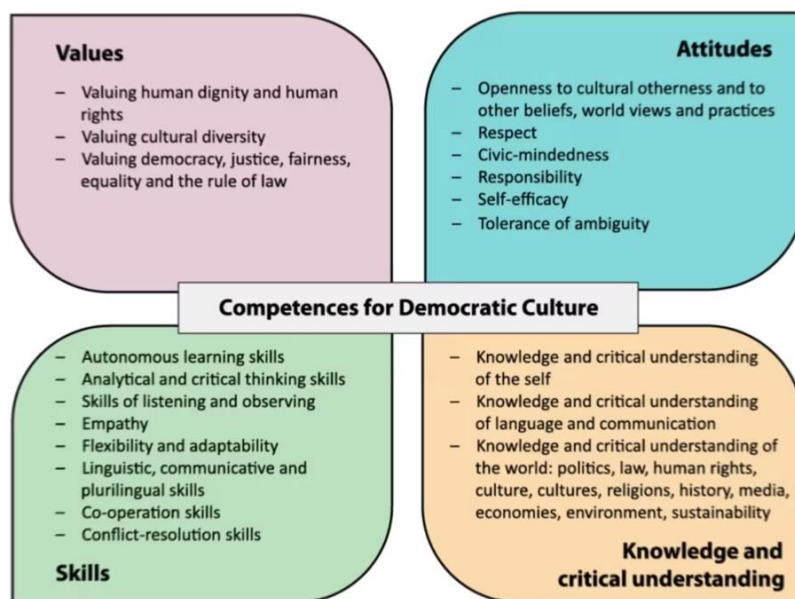 Values
– Valuing human dignity and human
rights
– Valuing cultural diversity
– Valuing democracy, justice, fairness,
equality and the rule of law
Attitudes
– Openness to cultural otherness and to
other beliefs, world views and practices
– Respect
– Civic-mindedness
– Responsibility
– Self-efficacy
– Tolerance of ambiguity
Competences for Democratic Culture
– Autonomous learning skills
– Analytical and critical thinking skills
– Skills of listening and observing
– Empathy
– Flexibility and adaptability
– Linguistic, communicative and
plurilingual skills
– Co-operation skills
– Conflict-resolution skills
Skills
– Knowledge and critical understanding
of the self
– Knowledge and critical understanding
of language and communication
– Knowledge and critical understanding of
the world: politics, law, human rights,
culture, cultures, religions, history, media,
economies, environment, sustainability
Knowledge and
critical understanding